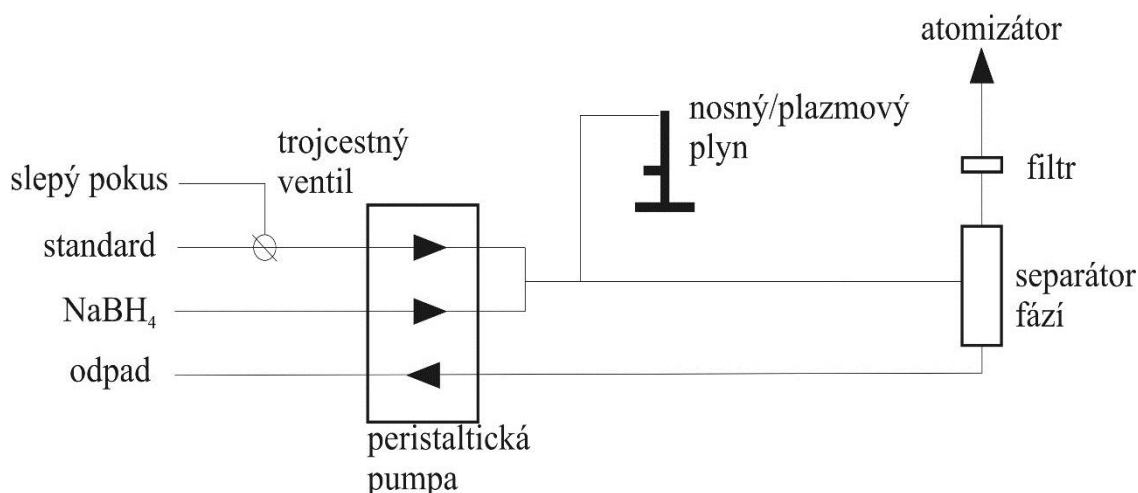 atomizátor
nosný/plazmový
plyn
trojcestný
ventil
filtr
slepý pokus
standard
separátor
fází
NaBH₄
odpad
peristaltická
pumpa